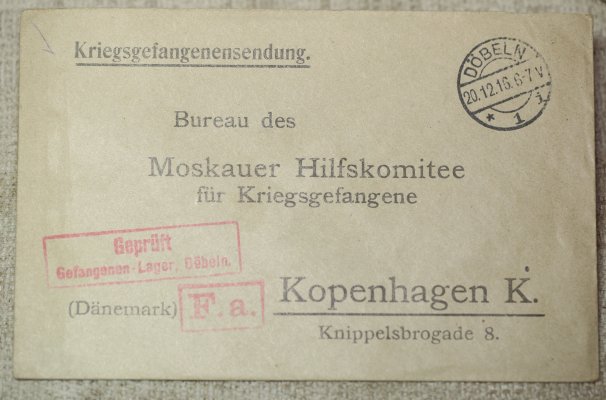 Kriegsgefangenensendung.
DÖBELN
20.12.16. 6-7 V
* 1 i
Bureau des
Moskauer Hilfskomitee
für Kriegsgefangene
Geprüft
Gefangenen-Lager, Döbeln.
(Dänemark)
F. a.
Kopenhagen K.
Knippelsbrogade 8.